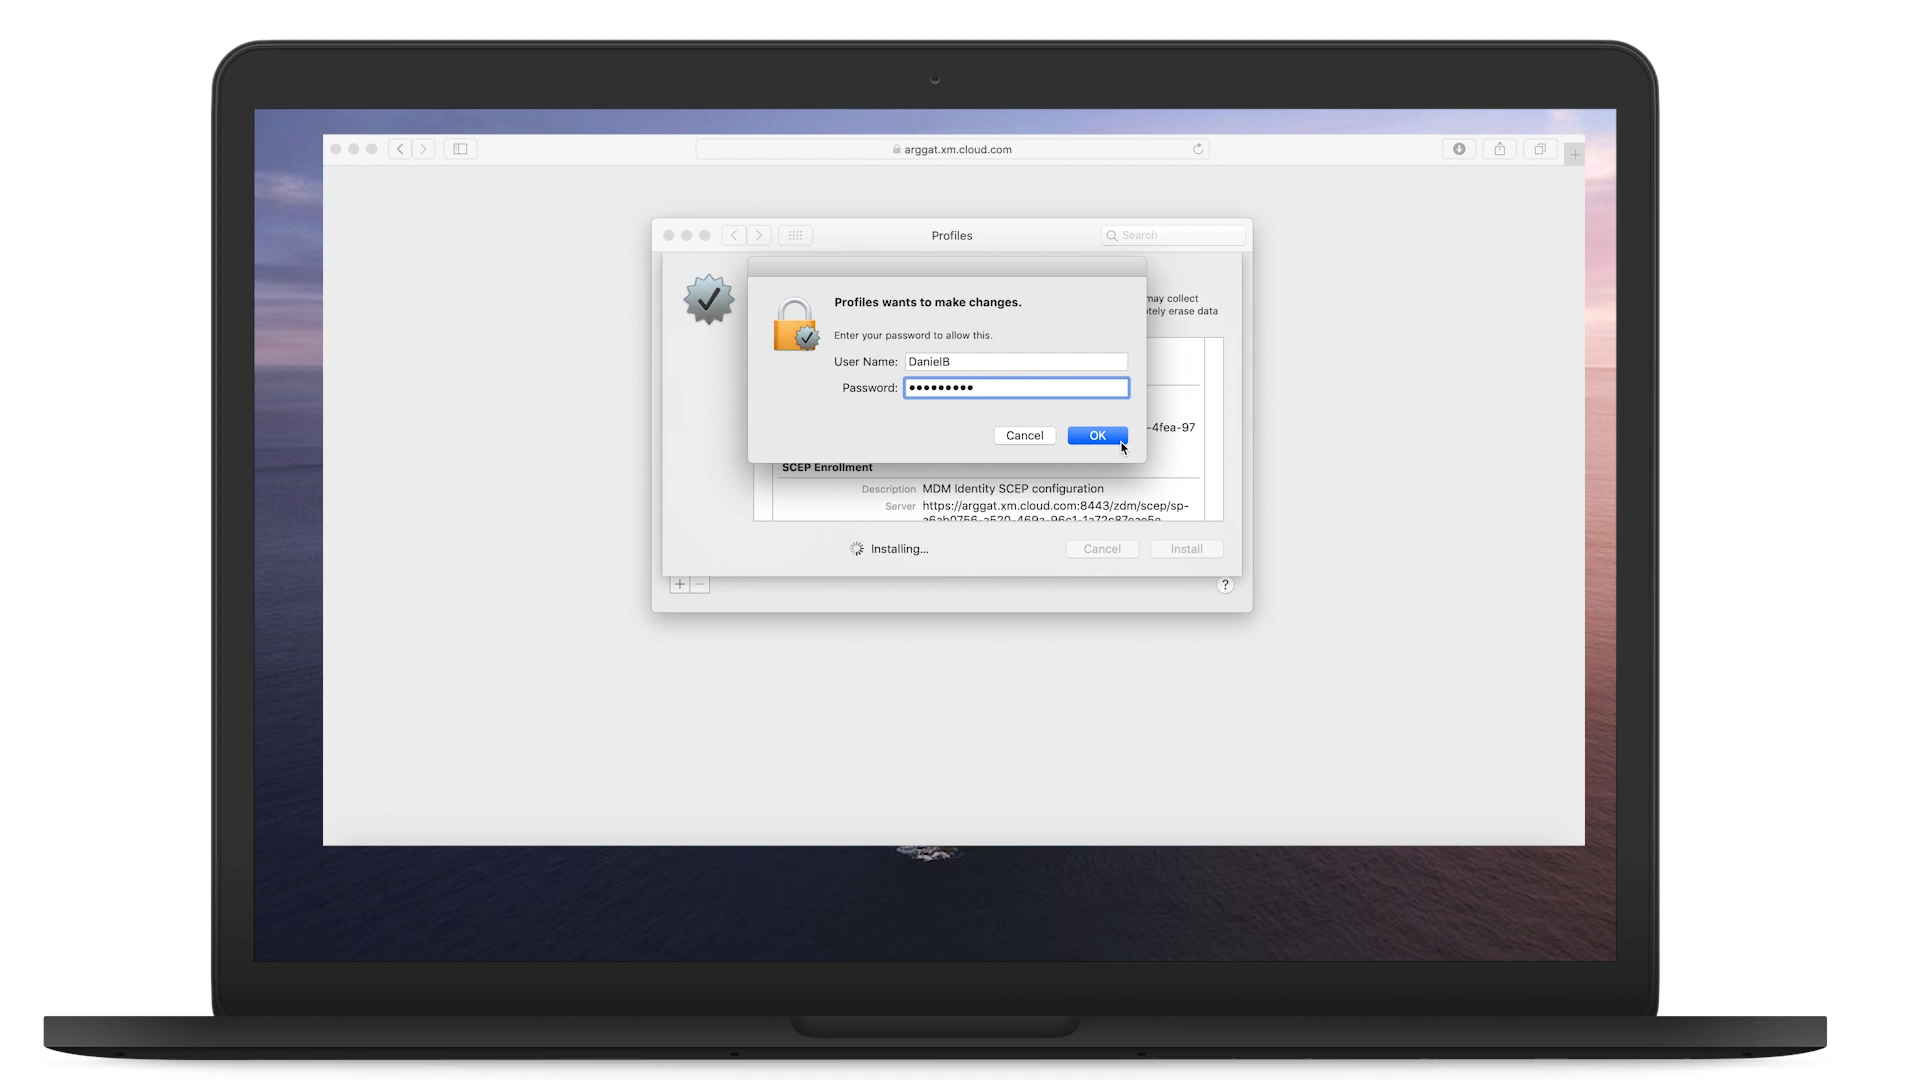 arggat.xm.cloud.com
Profiles
Search
may collect
tely erase data
Profiles wants to make changes.
Enter your password to allow this.
User Name: DanielB
Password: •••••••••
Cancel
OK
-4fea-97
SCEP Enrollment
Description MDM Identity SCEP configuration
Server https://arggat.xm.cloud.com:8443/zdm/scep/sp-
Installing...
Cancel
Install
?